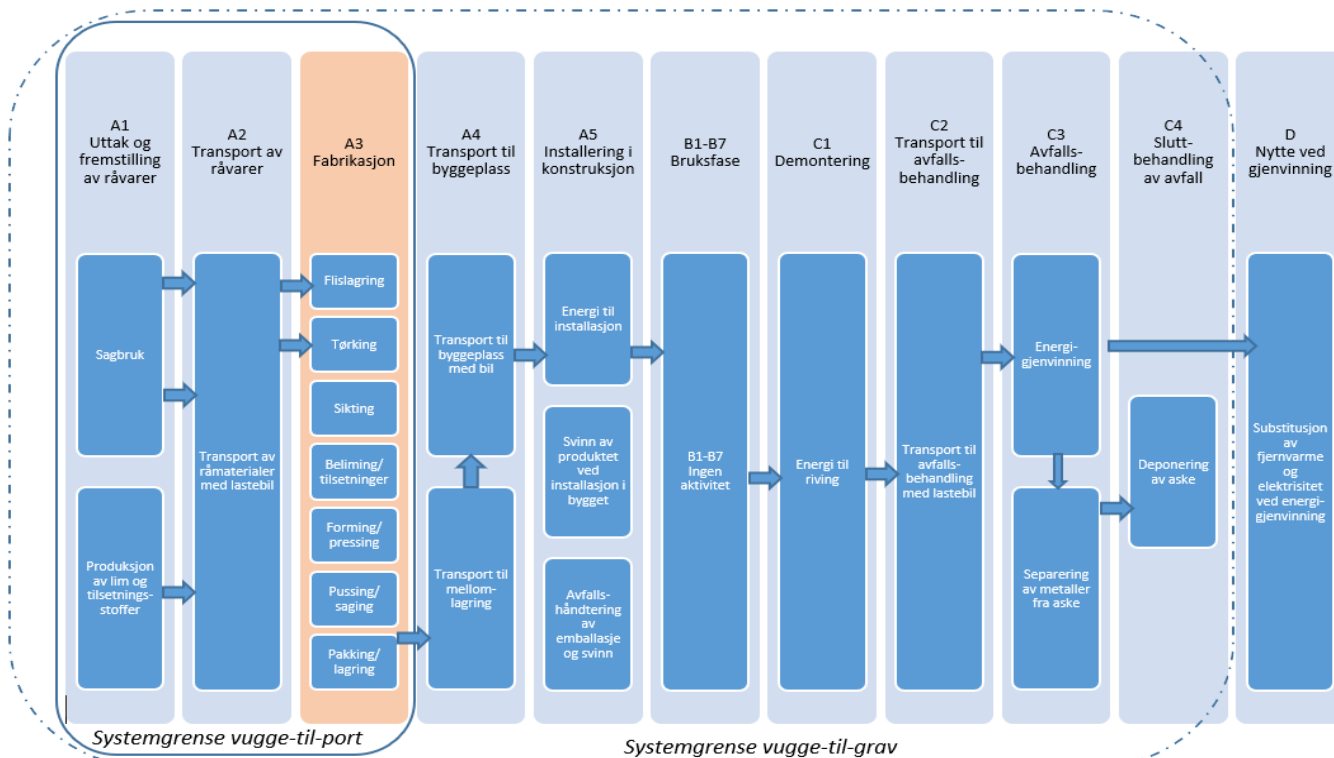 A1
Uttak og
fremstilling
av råvarer
A2
Transport av
råvarer
A3
Fabrikasjon
A4
Transport til
byggeplass
A5
Installering i
konstruksjon
B1-B7
Bruksfase
C1
Demontering
C2
Transport til
avfalls-
behandling
C3
Avfalls-
behandling
C4
Slutt-
behandling
av avfall
D
Nytte ved
gjenvinning
Sagbruk
Produksjon
av lim og
tilsetnings-
stoffer
Transport av
råmaterialer
med lastebil
Flislagring
Tørking
Sikting
Beliming/
tilsetninger
Forming/
pressing
Pussing/
saging
Pakking/
lagring
Transport til
byggeplass
med bil
Transport til
mellom-
lagring
Energi til
installasjon
Svinn av
produktet ved
installasjon i
bygget
Avfalls-
håndtering
av
emballasje
og svinn
B1-B7
Ingen
aktivitet
Energi til
riving
Transport til
avfalls-
behandling
med lastebil
Energi-
gjenvinning
Separering
av metaller
fra aske
Deponering
av aske
Substitusjon
av
fjernvarme
og
elektrisitet
ved energi-
gjenvinning
Systemgrense vugge-til-port
Systemgrense vugge-til-grav